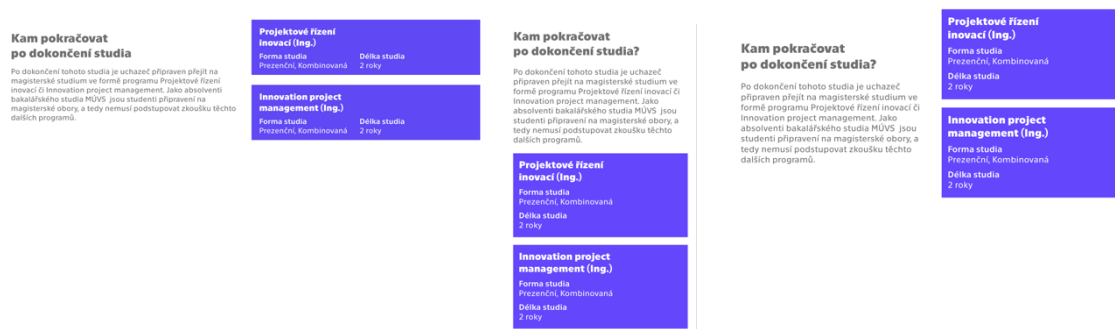 Kam pokračovat
po dokončení studia
Po dokončení tohoto studia je uchazeč připraven přejít na
magisterské studium ve formě programu Projektové řízení
inovací či Innovation project management. Jako absolventi
bakalářského studia MÚVS jsou studenti připraveni na
magisterské obory, a tedy nemusí podstupovat zkoušku těchto
dalších programů.
Projektové řízení
inovací (Ing.)
Forma studia
Prezenční, Kombinovaná
Délka studia
2 roky
Innovation project
management (Ing.)
Forma studia
Prezenční, Kombinovaná
Délka studia
2 roky
Kam pokračovat
po dokončení studia?
Po dokončení tohoto studia je uchazeč
připraven přejít na magisterské studium ve
formě programu Projektové řízení inovací či
Innovation project management. Jako
absolventi bakalářského studia MÚVS jsou
studenti připraveni na magisterské obory, a
tedy nemusí podstupovat zkoušku těchto
dalších programů.
Projektové řízení
inovací (Ing.)
Forma studia
Prezenční, Kombinovaná
Délka studia
2 roky
Innovation project
management (Ing.)
Forma studia
Prezenční, Kombinovaná
Délka studia
2 roky
Kam pokračovat
po dokončení studia?
Po dokončení tohoto studia je uchazeč
připraven přejít na magisterské studium ve
formě programu Projektové řízení inovací či
Innovation project management. Jako
absolventi bakalářského studia MÚVS jsou
studenti připraveni na magisterské obory, a
tedy nemusí podstupovat zkoušku těchto
dalších programů.
Projektové řízení
inovací (Ing.)
Forma studia
Prezenční, Kombinovaná
Délka studia
2 roky
Innovation project
management (Ing.)
Forma studia
Prezenční, Kombinovaná
Délka studia
2 roky